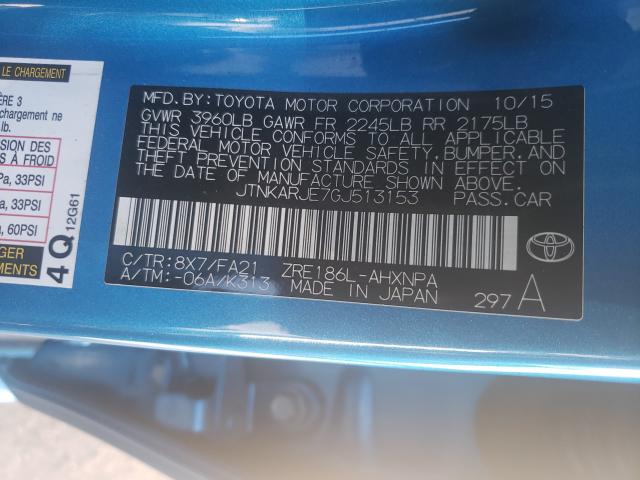 LE CHARGEMENT
ÈRE 3
chargement ne
lb.
SION DES
S À FROID
Pa, 33PSI
a, 33PSI
a, 60PSI
GER
EMENTS
4Q 12G61
MFD.BY:TOYOTA MOTOR CORPORATION 10/15
GVWR 3960LB GAWR FR 2245LB RR 2175LB
THIS VEHICLE CONFORMS TO ALL APPLICABLE
FEDERAL MOTOR VEHICLE SAFETY,BUMPER,AND
THEFT PREVENTION STANDARDS IN EFFECT ON
THE DATE OF MANUFACTURE SHOWN ABOVE.
JTNKARJE7GJ513153 PASS.CAR
C/TR:8X7/FA21 ZRE186L-AHXNPA
A/TM:-06A/K313 MADE IN JAPAN
TOYOTA
297 A